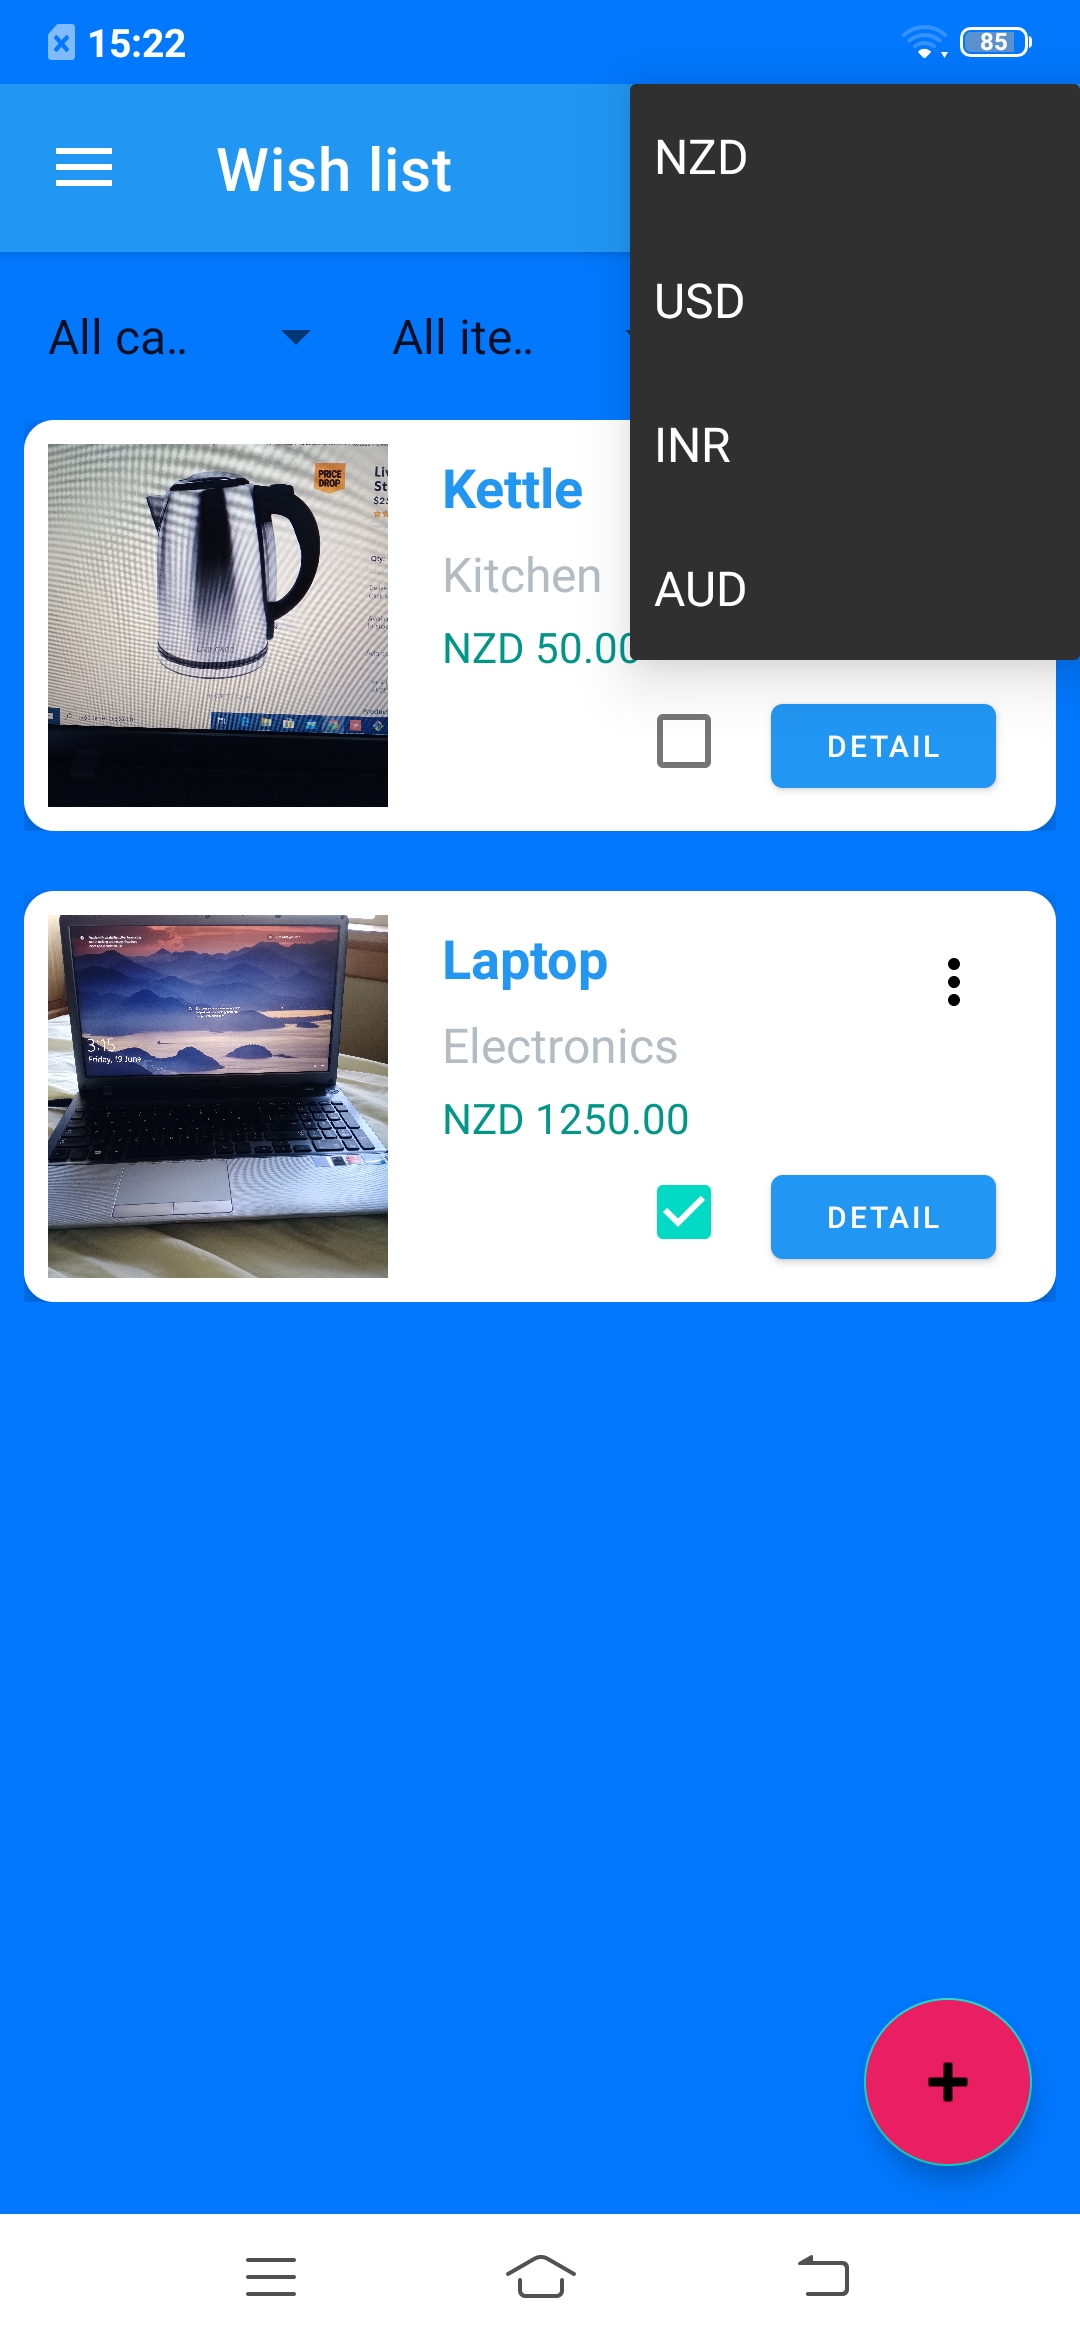 15:22
85
Wish list
NZD
USD
INR
AUD
All ca..
All ite..
PRICE
DROP
Kettle
Kitchen
NZD 50.00
DETAIL
Laptop
Electronics
NZD 1250.00
3:15
Friday, 19 June
DETAIL